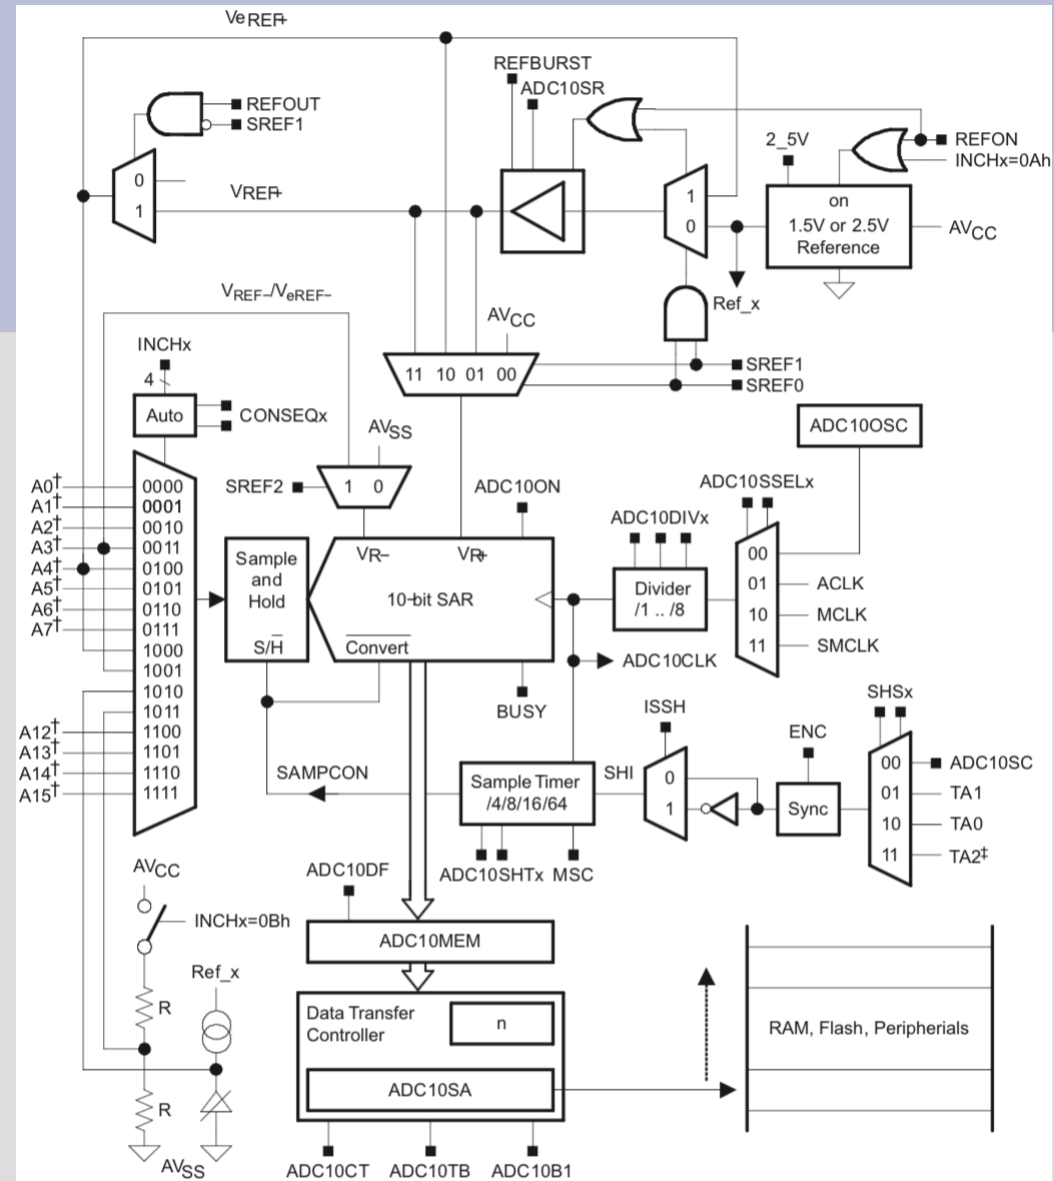 VeREF+
REFBURST
ADC10SR
REFOUT
SREF1
2_5V
REFON
INCHx=0Ah
0
1
VREF+
1
0
on
1.5V or 2.5V
Reference
AVCC
VREF–/VeREF–
Ref_x
AVCC
INCHx
4
11 10 01 00
SREF1
SREF0
Auto
CONSEQx
AVSS
ADC10OSC
SREF2
1 0
ADC10ON
ADC10SSELx
A0†
A1†
A2†
A3†
A4†
A5†
A6†
A7†
A12†
A13†
A14†
A15†
0000
0001
0010
0011
0100
0101
0110
0111
1000
1001
1010
1011
1100
1101
1110
1111
Sample
and
Hold
S/H
VR–
VR+
10-bit SAR
Convert
ADC10DIVx
Divider
/1 .. /8
00
01
10
11
ACLK
MCLK
SMCLK
ADC10CLK
BUSY
ISSH
SHSx
ENC
SAMPCON
Sample Timer
/4/8/16/64
SHI
0
1
Sync
00
01
10
11
ADC10SC
TA1
TA0
TA2‡
ADC10SHTx
MSC
ADC10DF
AVCC
INCHx=0Bh
ADC10MEM
Ref_x
R
Data Transfer
Controller
n
RAM, Flash, Peripherials
ADC10SA
R
AVSS
ADC10CT
ADC10TB
ADC10B1